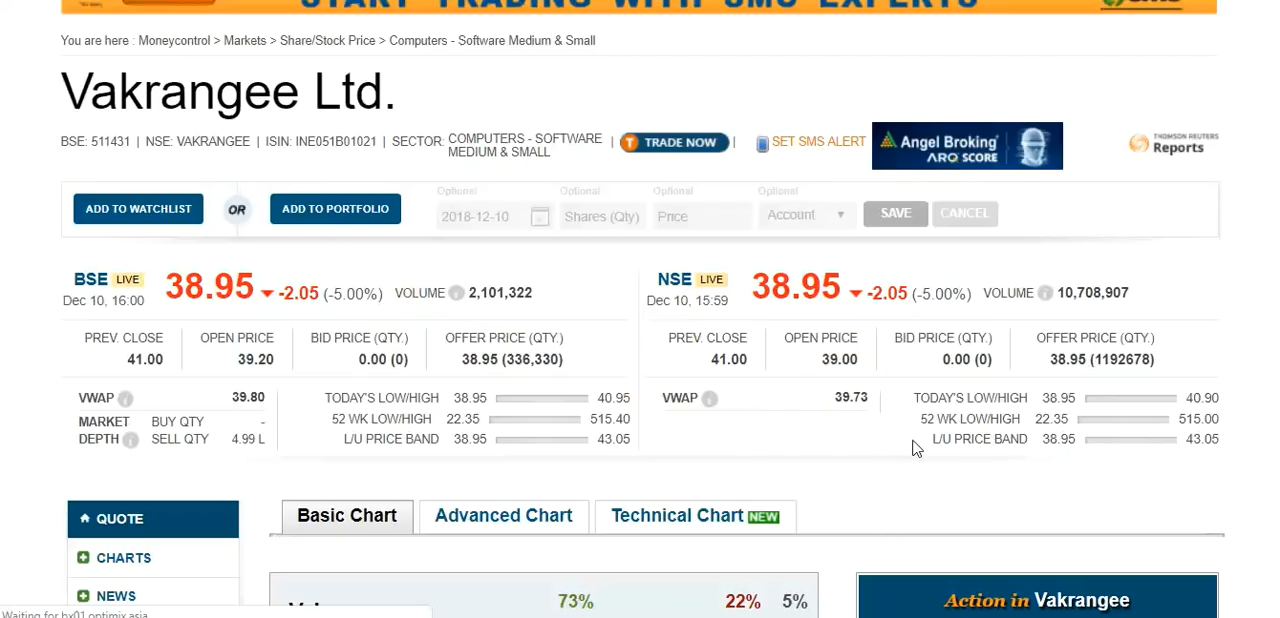 START TRADING WITH SMS EXPERTS
You are here : Moneycontrol > Markets > Share/Stock Price > Computers - Software Medium & Small
Vakrangee Ltd.
BSE: 511431 | NSE: VAKRANGEE | ISIN: INE051B01021 | SECTOR: COMPUTERS - SOFTWARE MEDIUM & SMALL | TRADE NOW | SET SMS ALERT
Angel Broking
ARQ SCORE
THOMSON REUTERS
Reports
Optional Optional Optional Optional
ADD TO WATCHLIST OR ADD TO PORTFOLIO 2018-12-10 Shares (Qty) Price Account SAVE CANCEL
BSE LIVE 38.95 -2.05 (-5.00%) VOLUME 2,101,322
Dec 10, 16:00
PREV. CLOSE OPEN PRICE BID PRICE (QTY.) OFFER PRICE (QTY.)
41.00 39.20 0.00 (0) 38.95 (336,330)
VWAP 39.80
MARKET DEPTH BUY QTY -
SELL QTY 4.99 L
TODAY'S LOW/HIGH 38.95 40.95
52 WK LOW/HIGH 22.35 515.40
L/U PRICE BAND 38.95 43.05
NSE LIVE 38.95 -2.05 (-5.00%) VOLUME 10,708,907
Dec 10, 15:59
PREV. CLOSE OPEN PRICE BID PRICE (QTY.) OFFER PRICE (QTY.)
41.00 39.00 0.00 (0) 38.95 (1192678)
VWAP 39.73
TODAY'S LOW/HIGH 38.95 40.90
52 WK LOW/HIGH 22.35 515.00
L/U PRICE BAND 38.95 43.05
QUOTE
CHARTS
NEWS
Basic Chart Advanced Chart Technical Chart NEW
73% 22% 5%
Action in Vakrangee